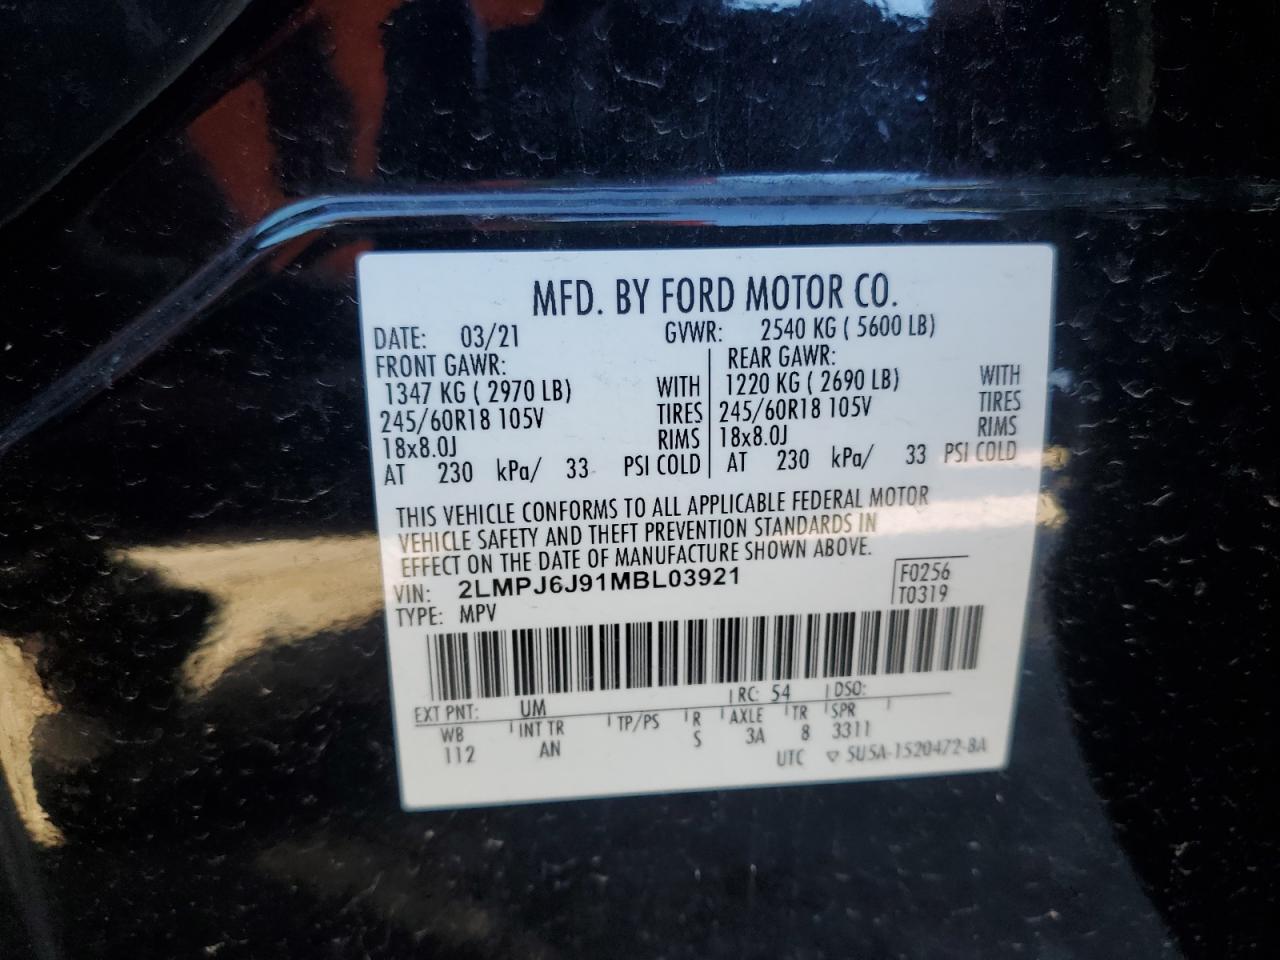 MFD. BY FORD MOTOR CO.
DATE: 03/21 GVWR: 2540 KG ( 5600 LB)
FRONT GAWR: REAR GAWR:
1347 KG ( 2970 LB) WITH 1220 KG ( 2690 LB) WITH
245/60R18 105V TIRES 245/60R18 105V TIRES
18x8.0J RIMS 18x8.0J RIMS
AT 230 kPa/ 33 PSI COLD AT 230 kPa/ 33 PSI COLD
THIS VEHICLE CONFORMS TO ALL APPLICABLE FEDERAL MOTOR
VEHICLE SAFETY AND THEFT PREVENTION STANDARDS IN
EFFECT ON THE DATE OF MANUFACTURE SHOWN ABOVE.
VIN: 2LMPJ6J91MBL03921 F0256
TYPE: MPV T0319
EXT PNT: UM RC: 54 DSO:
WB INT TR TP/PS R AXLE TR SPR
112 AN S 3A 8 3311
UTC ▽ 5U5A-1520472-BA